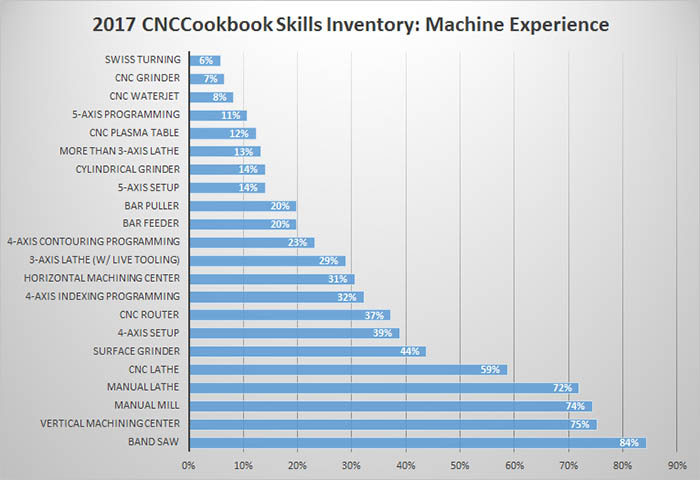 2017 CNCCookbook Skills Inventory: Machine Experience
SWISS TURNING 6%
CNC GRINDER 7%
CNC WATERJET 8%
5-AXIS PROGRAMMING 11%
CNC PLASMA TABLE 12%
MORE THAN 3-AXIS LATHE 13%
CYLINDRICAL GRINDER 14%
5-AXIS SETUP 14%
BAR PULLER 20%
BAR FEEDER 20%
4-AXIS CONTOURING PROGRAMMING 23%
3-AXIS LATHE (W/ LIVE TOOLING) 29%
HORIZONTAL MACHINING CENTER 31%
4-AXIS INDEXING PROGRAMMING 32%
CNC ROUTER 37%
4-AXIS SETUP 39%
SURFACE GRINDER 44%
CNC LATHE 59%
MANUAL LATHE 72%
MANUAL MILL 74%
VERTICAL MACHINING CENTER 75%
BAND SAW 84%
0% 10% 20% 30% 40% 50% 60% 70% 80% 90%